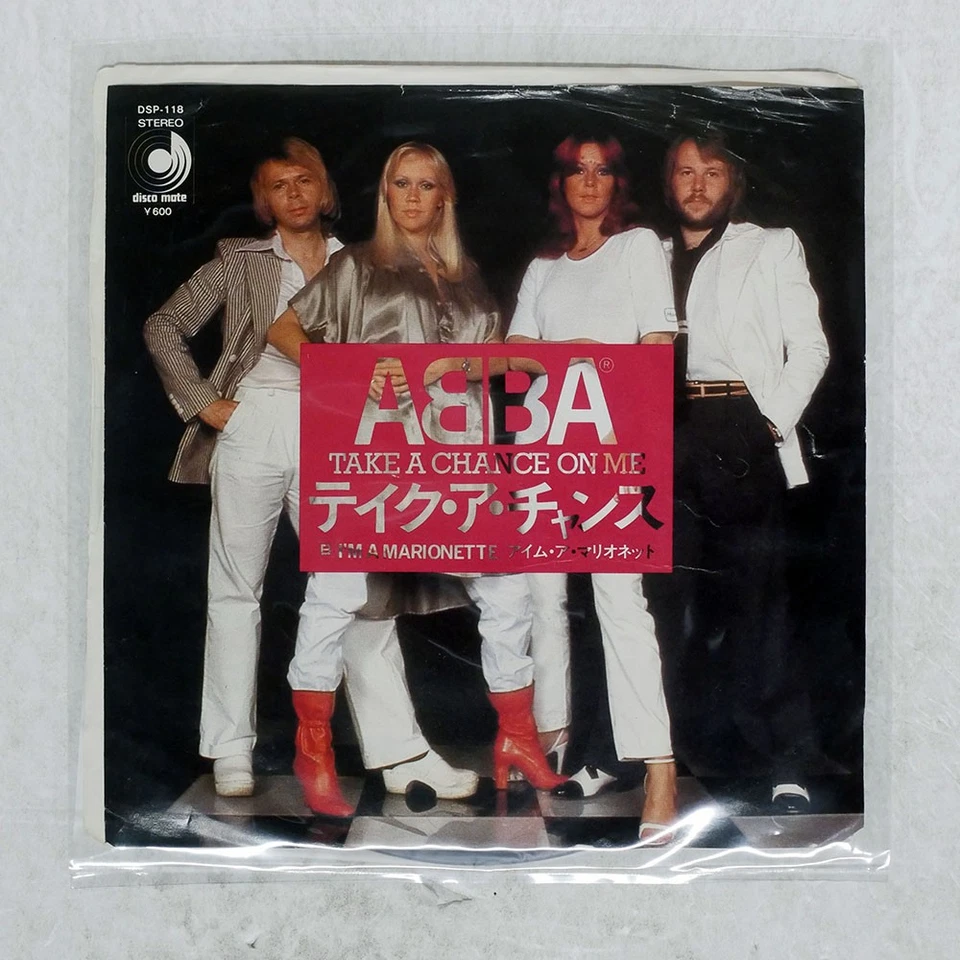 DSP-118
STEREO
disco mate
¥600
ABBA®
TAKE A CHANCE ON ME
テイク・ア・チャンス
B I'M A MARIONETTE アイム・ア・マリオネット